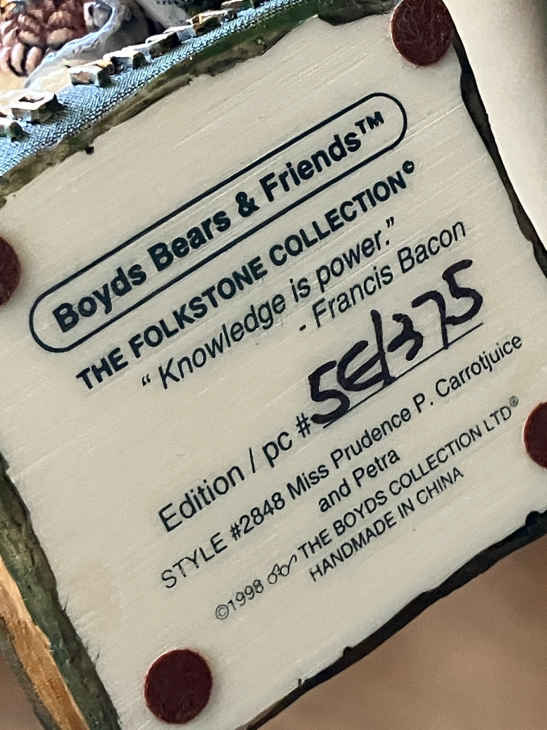 Boyds Bears & Friends™
THE FOLKSTONE COLLECTION©
“Knowledge is power.”
- Francis Bacon
Edition / pc # 5E/375
STYLE #2848 Miss Prudence P. Carrotjuice
and Petra
©1998 THE BOYDS COLLECTION LTD®
HANDMADE IN CHINA